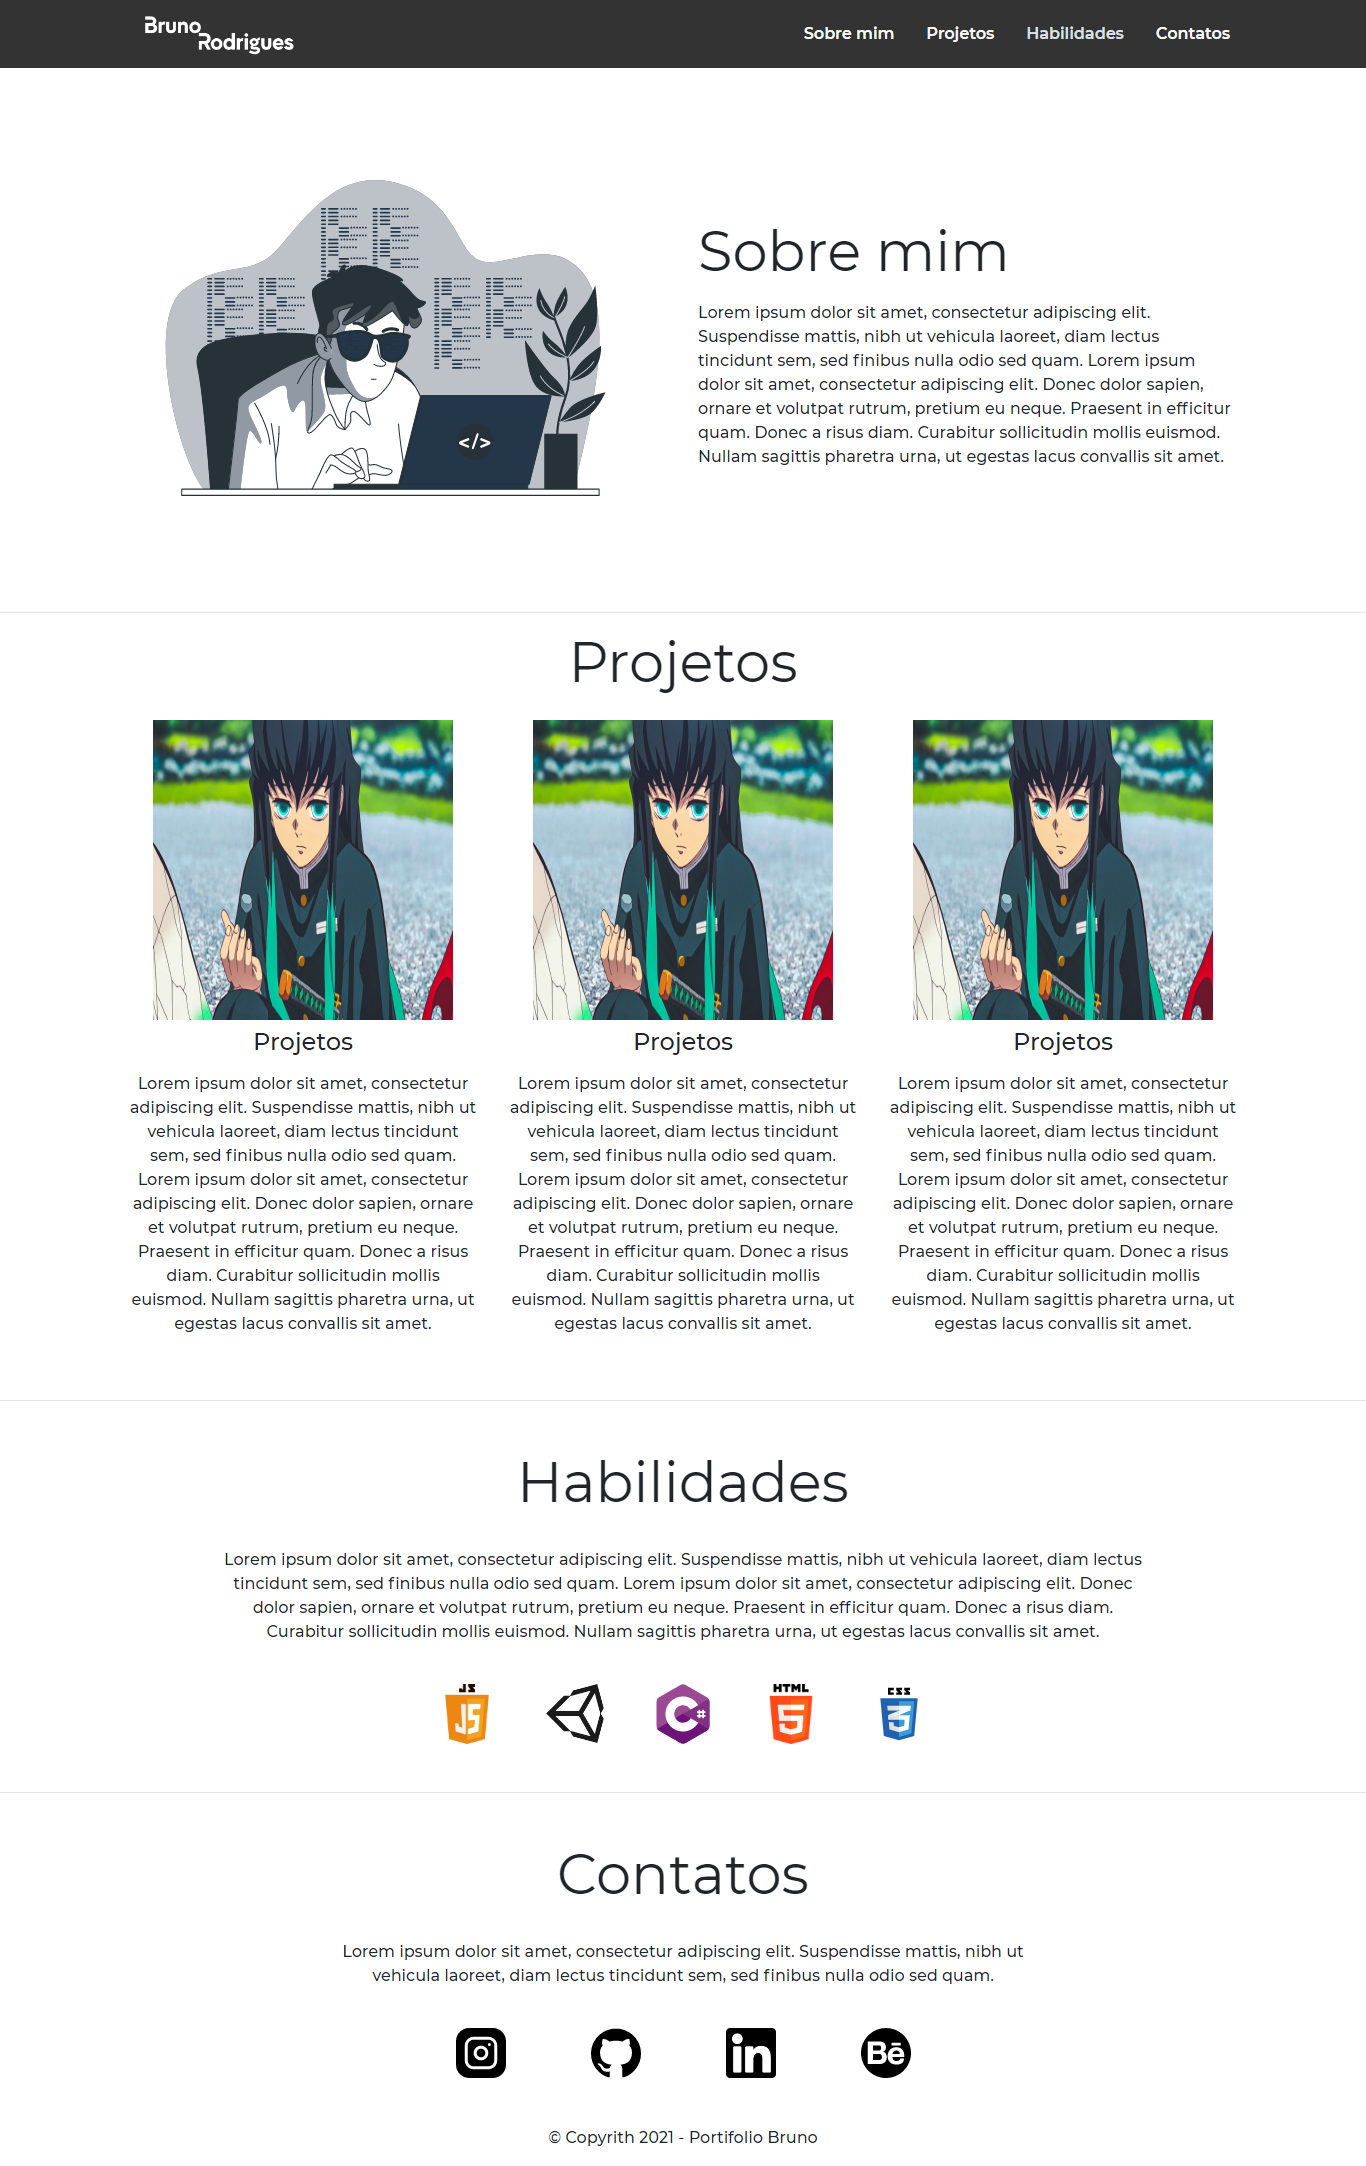 Bruno
Rodrigues
Sobre mim Projetos Habilidades Contatos
</>
Sobre mim
Lorem ipsum dolor sit amet, consectetur adipiscing elit.
Suspendisse mattis, nibh ut vehicula laoreet, diam lectus
tincidunt sem, sed finibus nulla odio sed quam. Lorem ipsum
dolor sit amet, consectetur adipiscing elit. Donec dolor sapien,
ornare et volutpat rutrum, pretium eu neque. Praesent in efficitur
quam. Donec a risus diam. Curabitur sollicitudin mollis euismod.
Nullam sagittis pharetra urna, ut egestas lacus convallis sit amet.
Projetos
Projetos
Lorem ipsum dolor sit amet, consectetur
adipiscing elit. Suspendisse mattis, nibh ut
vehicula laoreet, diam lectus tincidunt
sem, sed finibus nulla odio sed quam.
Lorem ipsum dolor sit amet, consectetur
adipiscing elit. Donec dolor sapien, ornare
et volutpat rutrum, pretium eu neque.
Praesent in efficitur quam. Donec a risus
diam. Curabitur sollicitudin mollis
euismod. Nullam sagittis pharetra urna, ut
egestas lacus convallis sit amet.
Projetos
Lorem ipsum dolor sit amet, consectetur
adipiscing elit. Suspendisse mattis, nibh ut
vehicula laoreet, diam lectus tincidunt
sem, sed finibus nulla odio sed quam.
Lorem ipsum dolor sit amet, consectetur
adipiscing elit. Donec dolor sapien, ornare
et volutpat rutrum, pretium eu neque.
Praesent in efficitur quam. Donec a risus
diam. Curabitur sollicitudin mollis
euismod. Nullam sagittis pharetra urna, ut
egestas lacus convallis sit amet.
Projetos
Lorem ipsum dolor sit amet, consectetur
adipiscing elit. Suspendisse mattis, nibh ut
vehicula laoreet, diam lectus tincidunt
sem, sed finibus nulla odio sed quam.
Lorem ipsum dolor sit amet, consectetur
adipiscing elit. Donec dolor sapien, ornare
et volutpat rutrum, pretium eu neque.
Praesent in efficitur quam. Donec a risus
diam. Curabitur sollicitudin mollis
euismod. Nullam sagittis pharetra urna, ut
egestas lacus convallis sit amet.
Habilidades
Lorem ipsum dolor sit amet, consectetur adipiscing elit. Suspendisse mattis, nibh ut vehicula laoreet, diam lectus
tincidunt sem, sed finibus nulla odio sed quam. Lorem ipsum dolor sit amet, consectetur adipiscing elit. Donec
dolor sapien, ornare et volutpat rutrum, pretium eu neque. Praesent in efficitur quam. Donec a risus diam.
Curabitur sollicitudin mollis euismod. Nullam sagittis pharetra urna, ut egestas lacus convallis sit amet.
JS HTML CSS
JS C# 5 3
Contatos
Lorem ipsum dolor sit amet, consectetur adipiscing elit. Suspendisse mattis, nibh ut
vehicula laoreet, diam lectus tincidunt sem, sed finibus nulla odio sed quam.
in Bē
© Copyrith 2021 - Portifolio Bruno